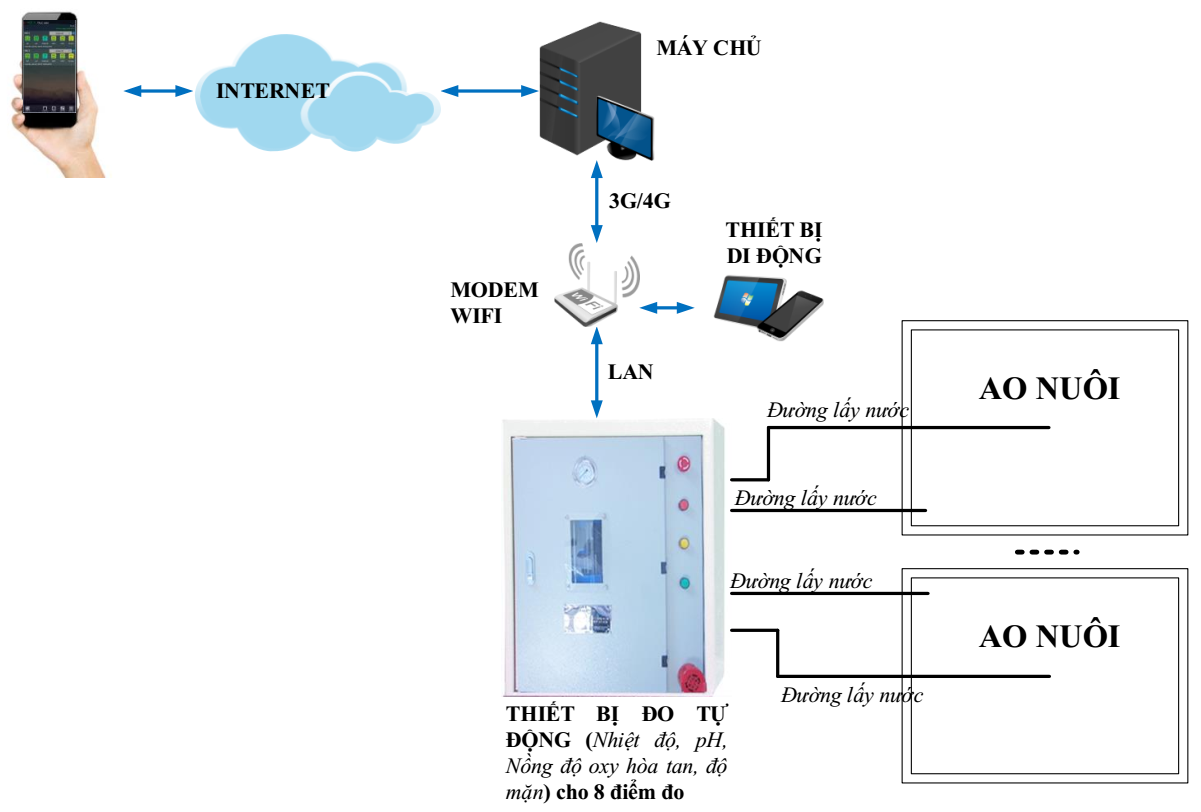 INTERNET
MÁY CHỦ
3G/4G
THIẾT BỊ
DI ĐỘNG
MODEM
WIFI
WiFi
LAN
AO NUÔI
Đường lấy nước
Đường lấy nước
Đường lấy nước
AO NUÔI
Đường lấy nước
THIẾT BỊ ĐO TỰ
ĐỘNG (Nhiệt độ, pH,
Nồng độ oxy hòa tan, độ
mặn) cho 8 điểm đo